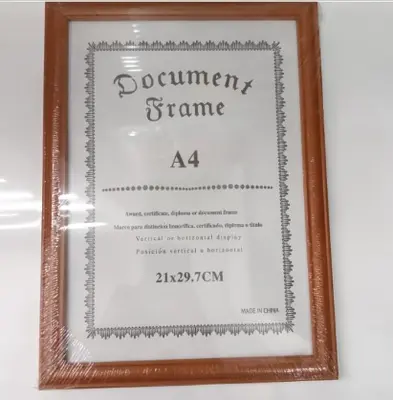 Document
Frame
A4
Award, certificate, diploma or document frame
Marco para distinción honorífica, certificado, diploma o título
Vertical or horizontal display
Posición vertical u horizontal
21x29.7CM
MADE IN CHINA